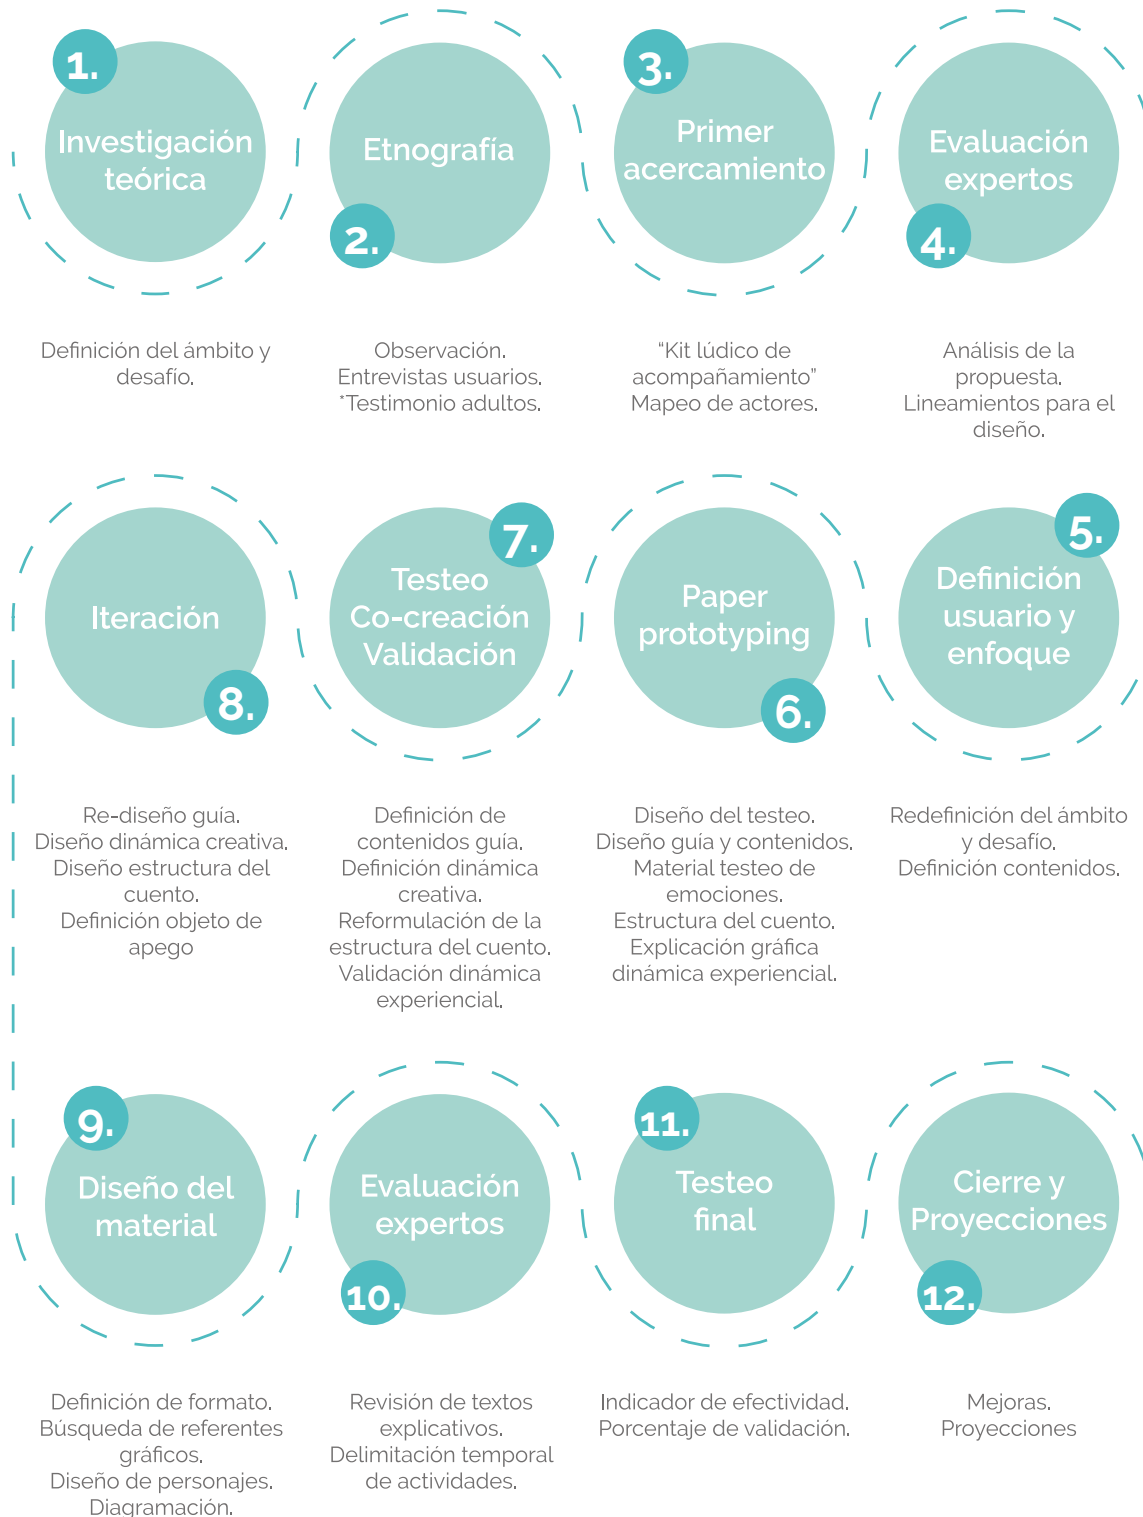 1.
Investigación
teórica
Definición del ámbito y
desafío.
2.
Etnografía
Observación.
Entrevistas usuarios.
*Testimonio adultos.
3.
Primer
acercamiento
“Kit lúdico de
acompañamiento”
Mapeo de actores.
4.
Evaluación
expertos
Análisis de la
propuesta.
Lineamientos para el
diseño.
5.
Definición
usuario y
enfoque
Redefinición del ámbito
y desafío.
Definición contenidos.
6.
Paper
prototyping
Diseño del testeo.
Diseño guía y contenidos.
Material testeo de
emociones.
Estructura del cuento.
Explicación gráfica
dinámica experiencial.
7.
Testeo
Co-creación
Validación
Definición de
contenidos guía.
Definición dinámica
creativa.
Reformulación de la
estructura del cuento.
Validación dinámica
experiencial.
8.
Iteración
Re-diseño guía.
Diseño dinámica creativa.
Diseño estructura del
cuento.
Definición objeto de
apego
9.
Diseño del
material
Definición de formato.
Búsqueda de referentes
gráficos.
Diseño de personajes.
Diagramación.
10.
Evaluación
expertos
Revisión de textos
explicativos.
Delimitación temporal
de actividades.
11.
Testeo
final
Indicador de efectividad.
Porcentaje de validación.
12.
Cierre y
Proyecciones
Mejoras.
Proyecciones